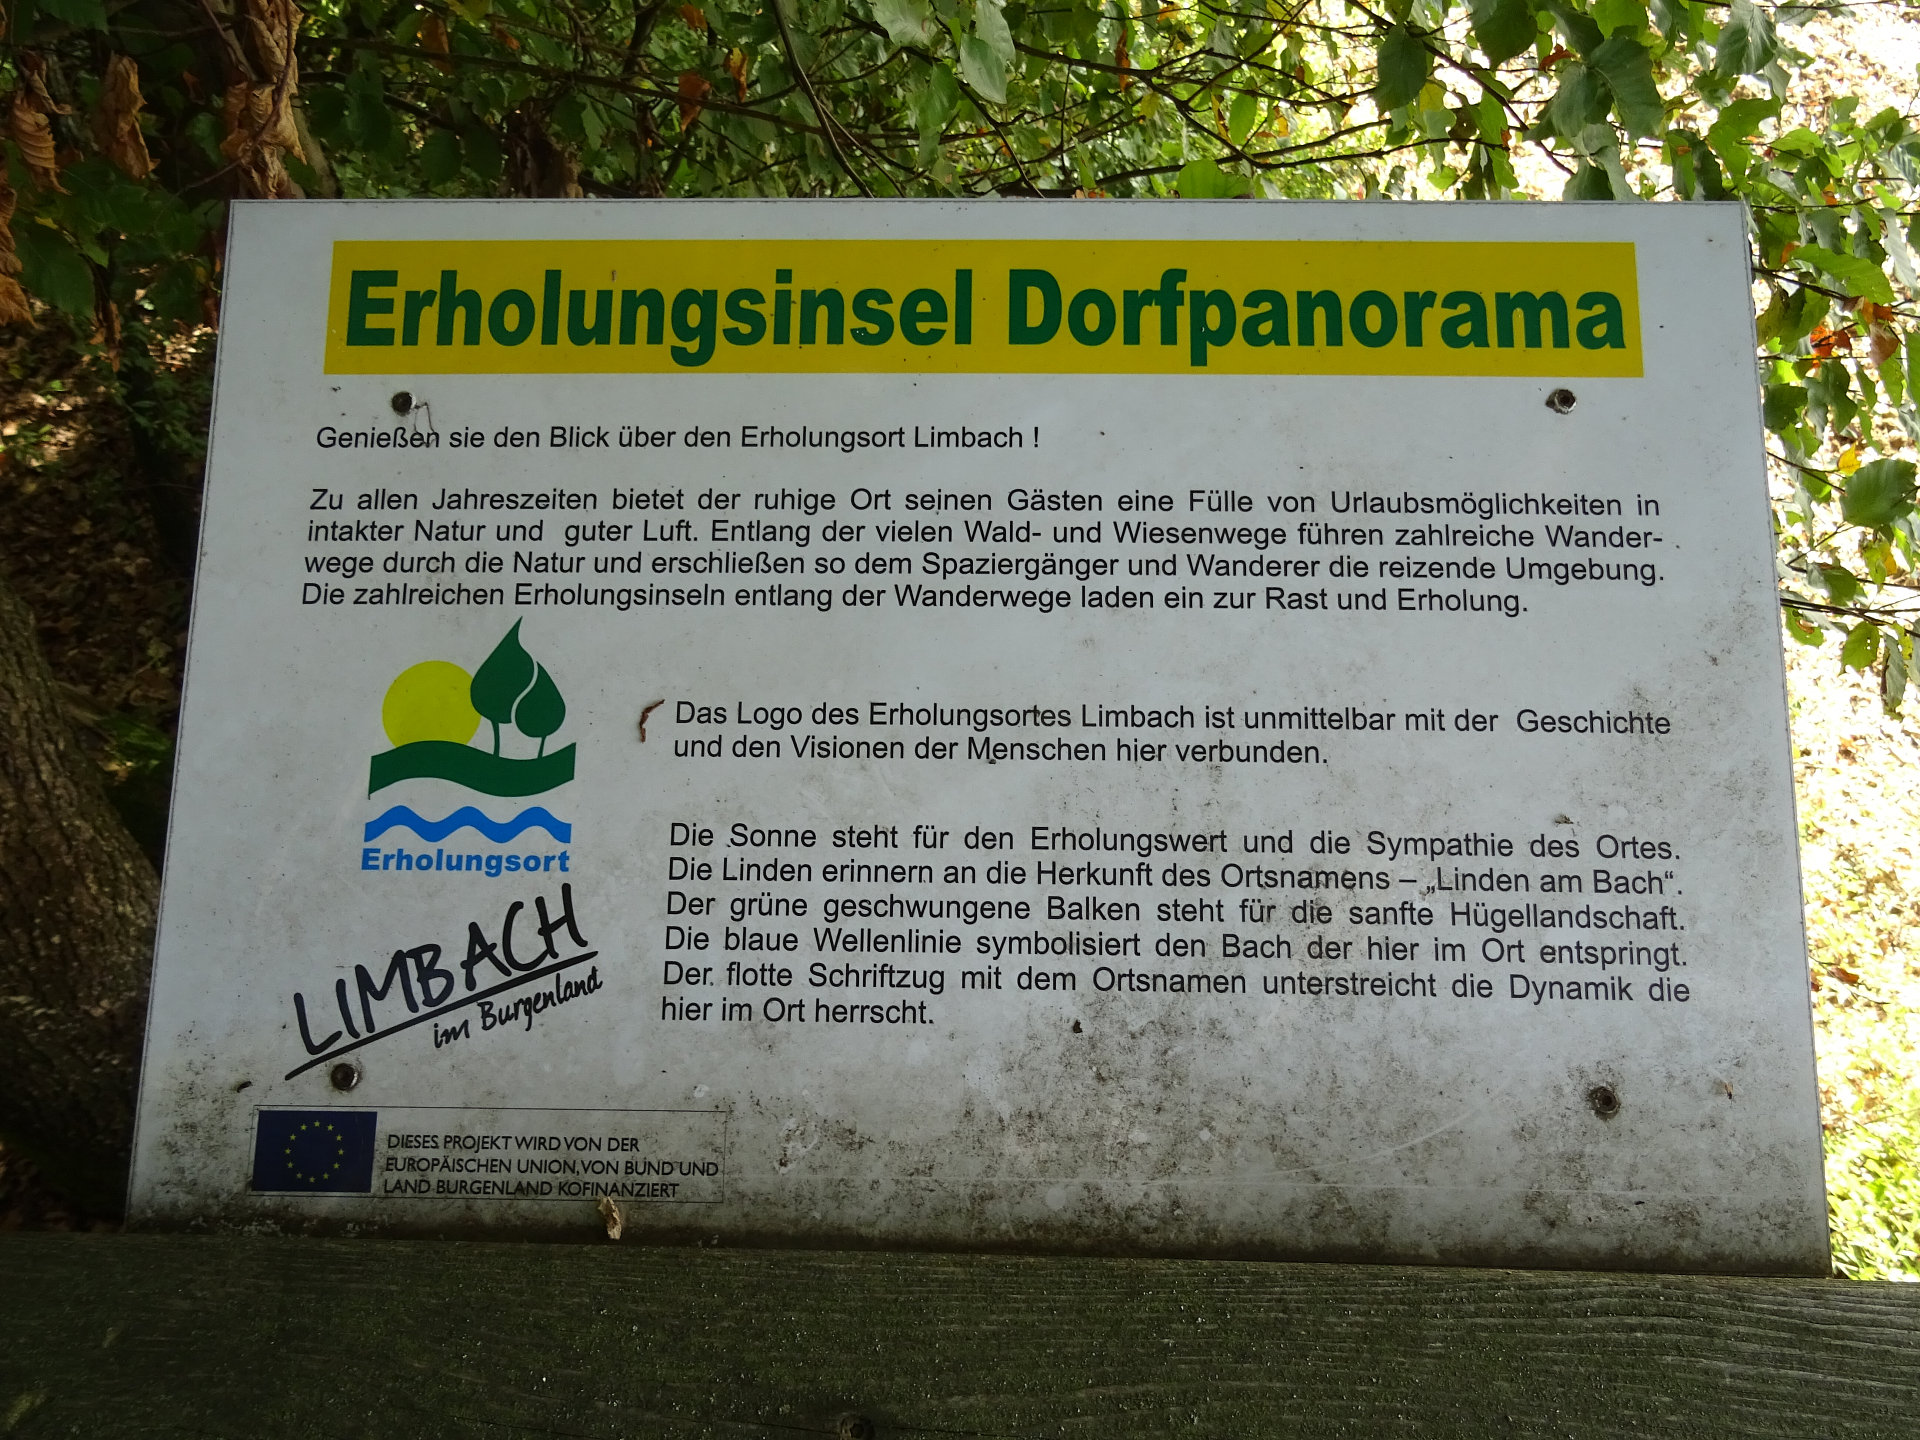 Erholungsinsel Dorfpanorama
Genießen sie den Blick über den Erholungsort Limbach !
Zu allen Jahreszeiten bietet der ruhige Ort seinen Gästen eine Fülle von Urlaubsmöglichkeiten in
intakter Natur und guter Luft. Entlang der vielen Wald- und Wiesenwege führen zahlreiche Wander-
wege durch die Natur und erschließen so dem Spaziergänger und Wanderer die reizende Umgebung.
Die zahlreichen Erholungsinseln entlang der Wanderwege laden ein zur Rast und Erholung.
Das Logo des Erholungsortes Limbach ist unmittelbar mit der Geschichte
und den Visionen der Menschen hier verbunden.
Die Sonne steht für den Erholungswert und die Sympathie des Ortes.
Die Linden erinnern an die Herkunft des Ortsnamens – „Linden am Bach“.
Der grüne geschwungene Balken steht für die sanfte Hügellandschaft.
Die blaue Wellenlinie symbolisiert den Bach der hier im Ort entspringt.
Der flotte Schriftzug mit dem Ortsnamen unterstreicht die Dynamik die
hier im Ort herrscht.
Erholungsort
LIMBACH
im Burgenland
DIESES PROJEKT WIRD VON DER
EUROPÄISCHEN UNION, VON BUND UND
LAND BURGENLAND KOFINANZIERT